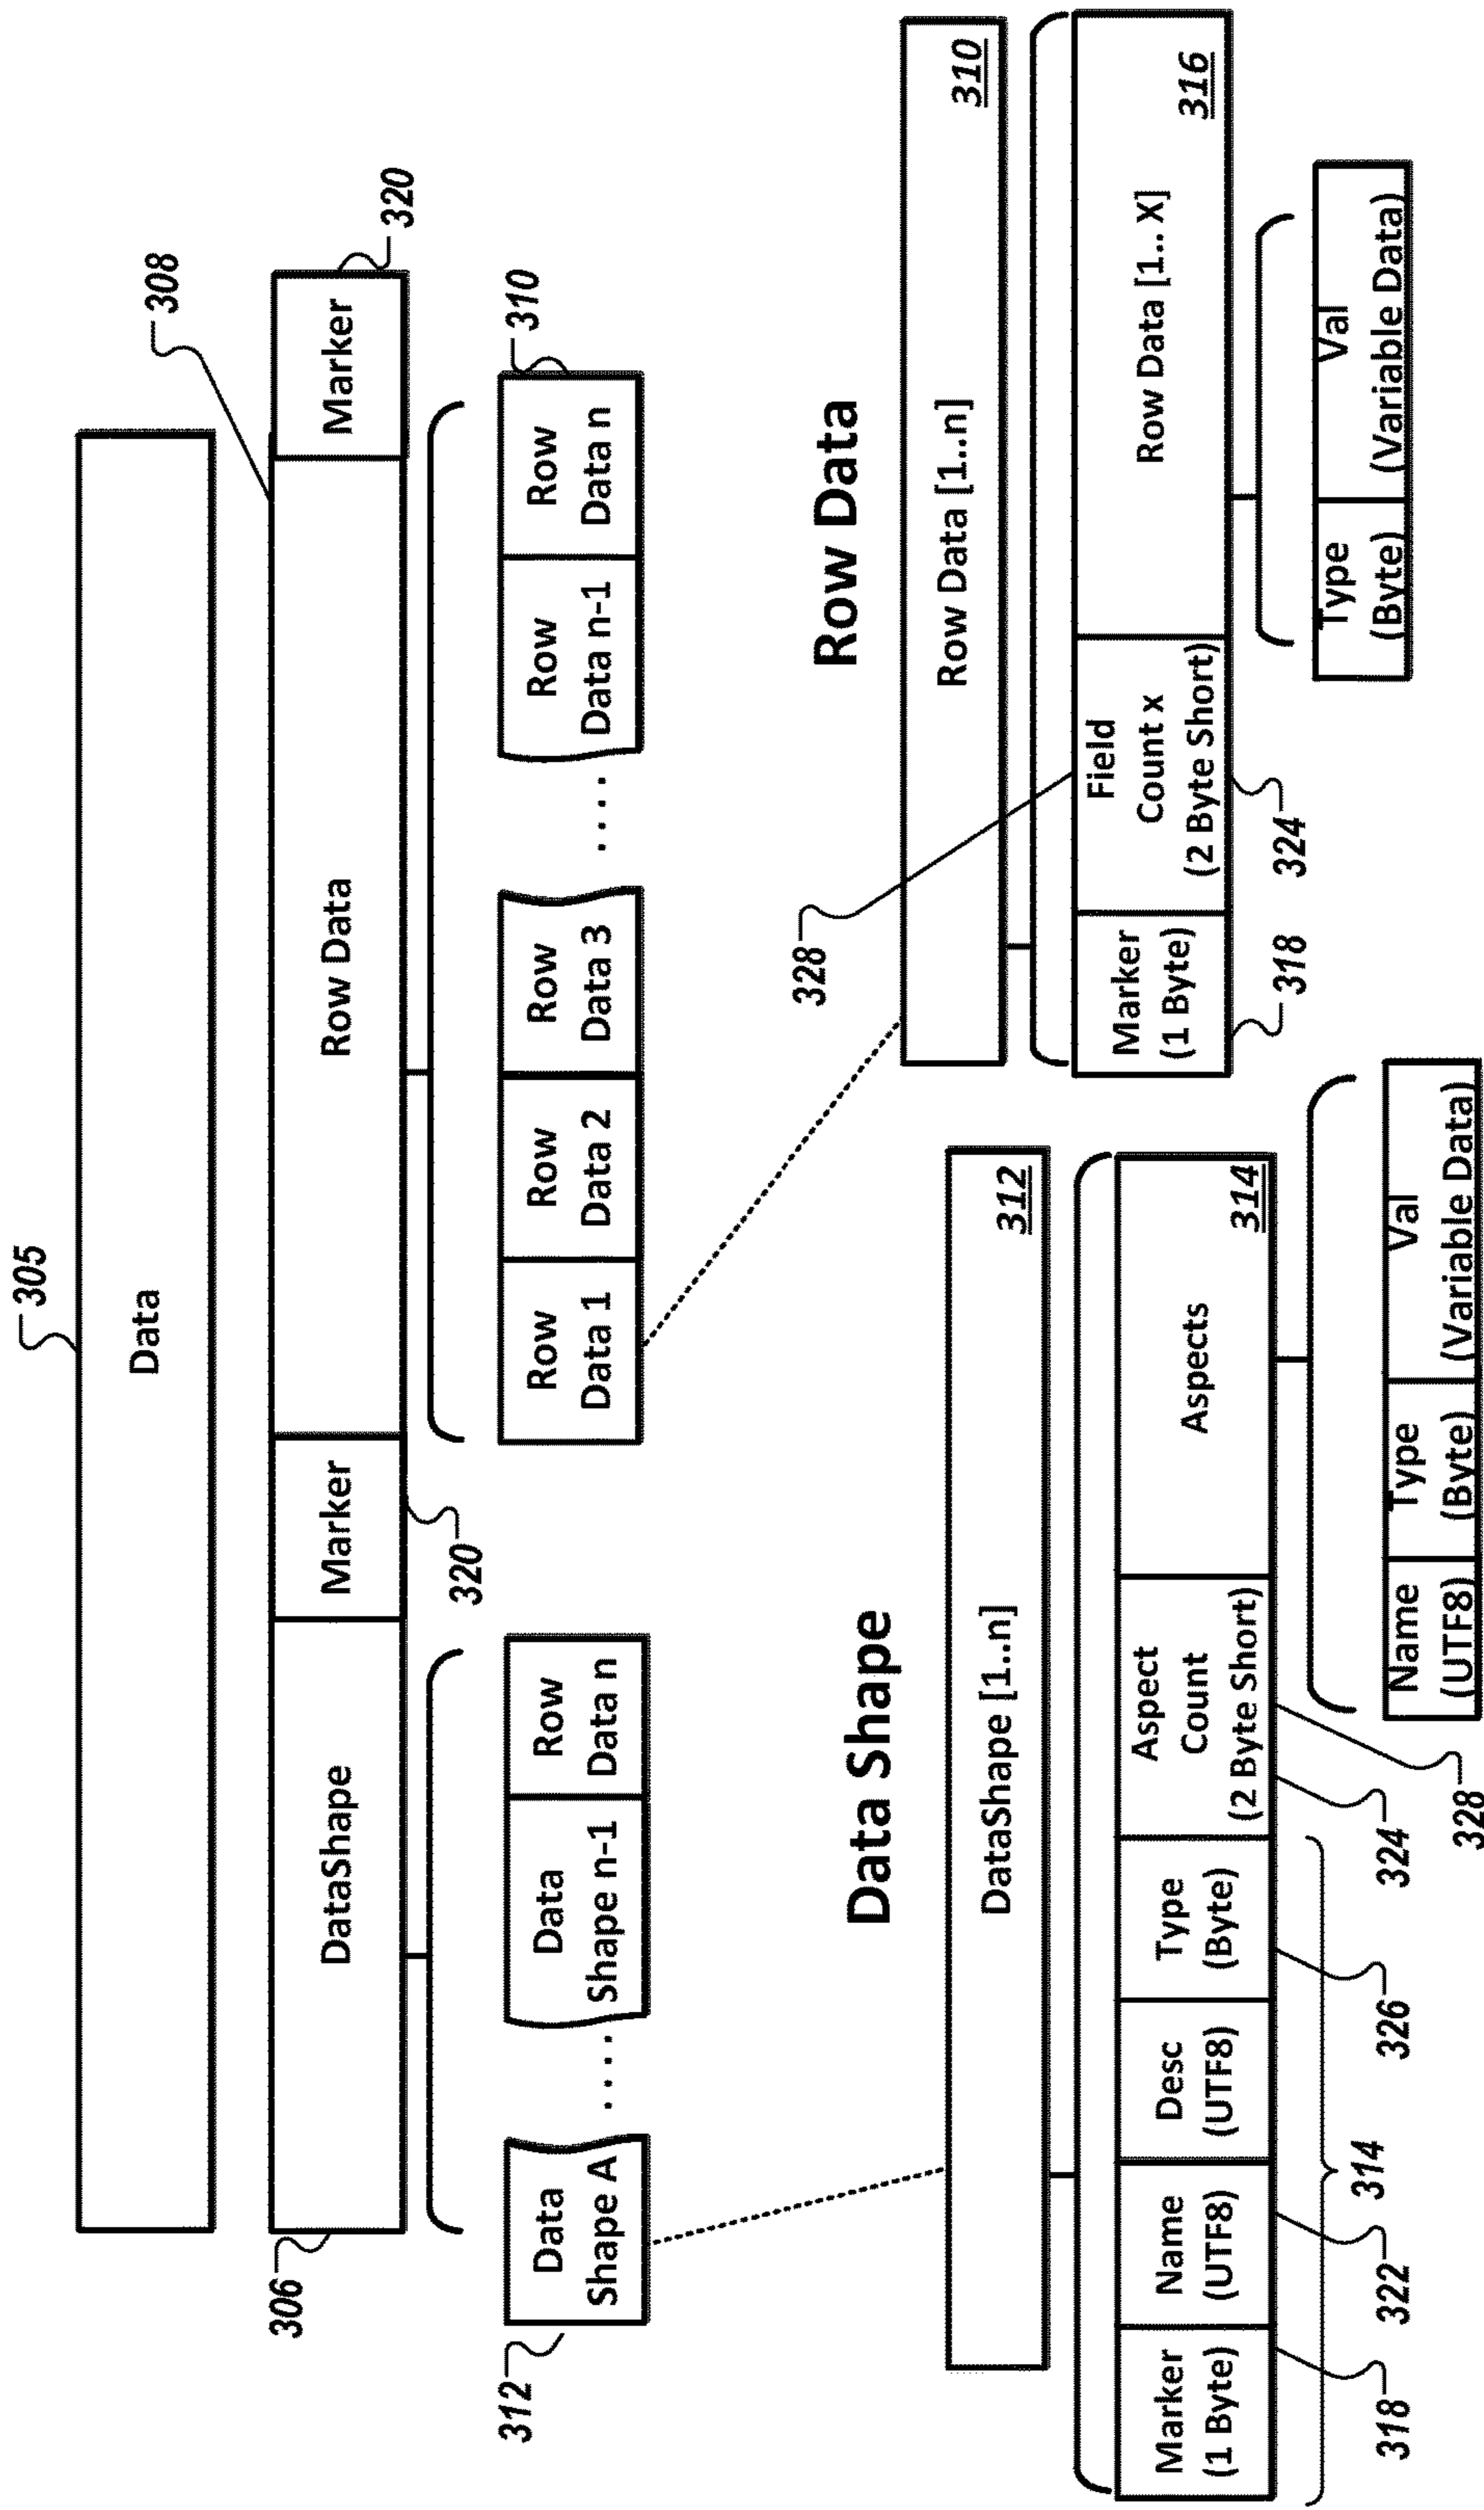 305
Data
308
DataShape
Marker
Row Data
Marker
306
320
320
312
Data
Shape A
....
Data
Shape n-1
Row
Data n
Row
Data 1
Row
Data 2
Row
Data 3
....
Row
Data n-1
Row
Data n
310
Data Shape
DataShape [1..n]
312
Marker
(1 Byte)
Name
(UTF8)
Desc
(UTF8)
Type
(Byte)
Aspect
Count
(2 Byte Short)
Aspects
314
318
322
314
326
324
328
Name
(UTF8)
Type
(Byte)
Val
(Variable Data)
Row Data
328
Row Data [1..n]
310
Marker
(1 Byte)
Field
Count x
(2 Byte Short)
Row Data [1.. X]
316
318
324
Type
(Byte)
Val
(Variable Data)